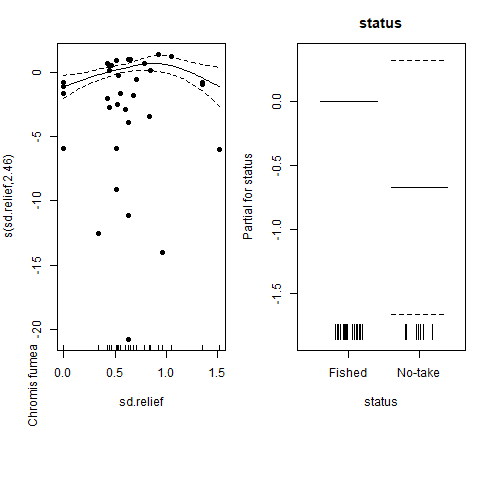 status
0
-5
-10
-15
-20
s(sd.relief,2.46)
Chromis fumea
0.0
0.5
1.0
1.5
sd.relief
0.0
-0.5
-1.0
-1.5
Partial for status
Fished
No-take
status